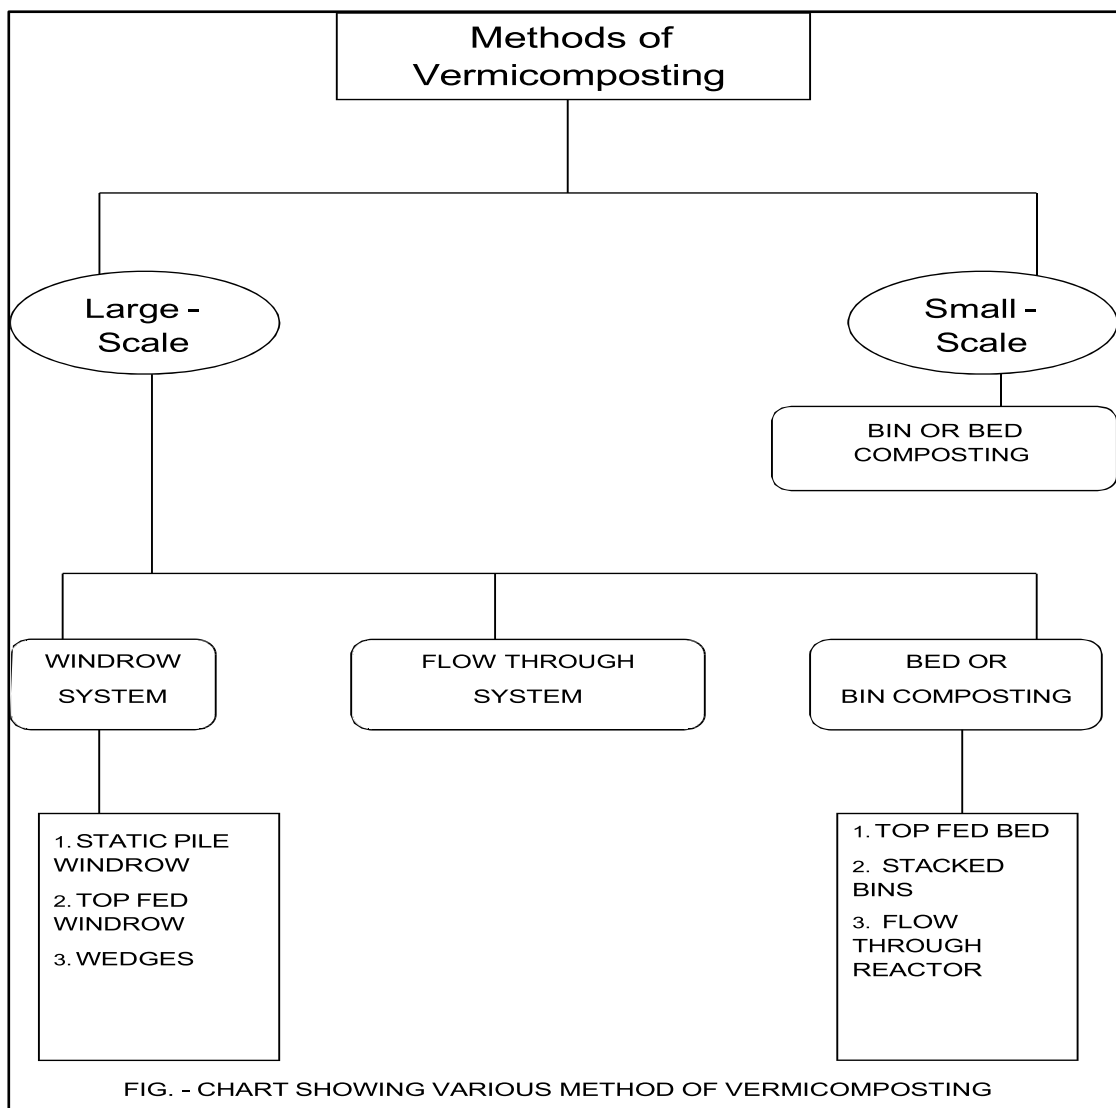 Methods of
Vermicomposting
Large -
Scale
Small -
Scale
BIN OR BED
COMPOSTING
WINDROW
SYSTEM
FLOW THROUGH
SYSTEM
BED OR
BIN COMPOSTING
1. STATIC PILE
WINDROW
2. TOP FED
WINDROW
3. WEDGES
1. TOP FED BED
2. STACKED
BINS
3. FLOW
THROUGH
REACTOR
FIG. - CHART SHOWING VARIOUS METHOD OF VERMICOMPOSTING